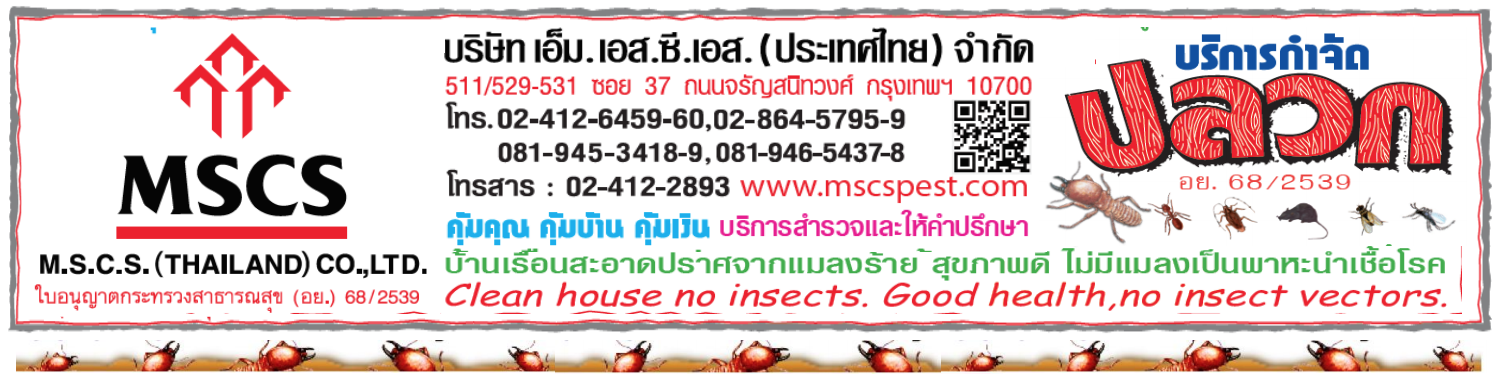 MSCS
M.S.C.S. (THAILAND) CO.,LTD.
ใบอนุญาตกระทรวงสาธารณสุข (อย.) 68/2539
บริษัท เอ็ม.เอส.ซี.เอส. (ประเทศไทย) จำกัด
511/529-531 ซอย 37 ถนนจรัญสนิทวงศ์ กรุงเทพฯ 10700
โทร. 02-412-6459-60, 02-864-5795-9
081-945-3418-9, 081-946-5437-8
โทรสาร : 02-412-2893 www.mscspest.com
คุ้มคุณ คุ้มบ้าน คุ้มเงิน บริการสำรวจและให้คำปรึกษา
บริการกำจัด
ปลวก
อย. 68/2539
บ้านเรือนสะอาดปราศจากแมลงร้าย สุขภาพดี ไม่มีแมลงเป็นพาหะนำเชื้อโรค
Clean house no insects. Good health,no insect vectors.